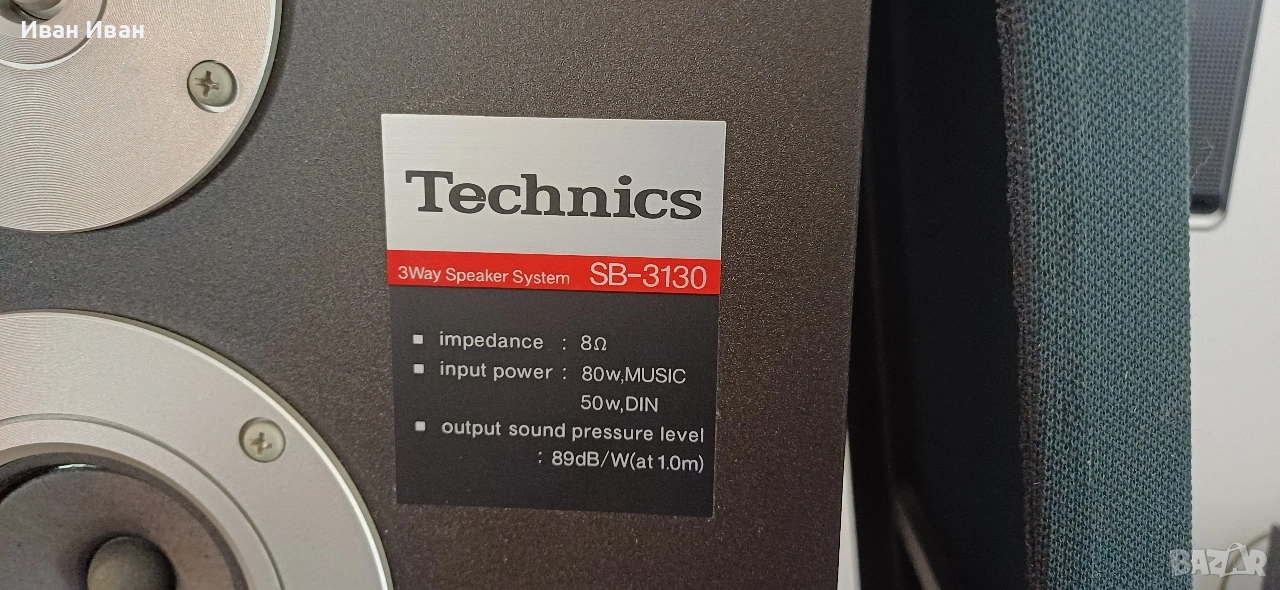 Иван Иван
Technics
3Way Speaker System SB-3130
▪ impedance : 8Ω
▪ input power : 80w,MUSIC
50w,DIN
▪ output sound pressure level
: 89dB/W(at 1.0m)
BAZAR